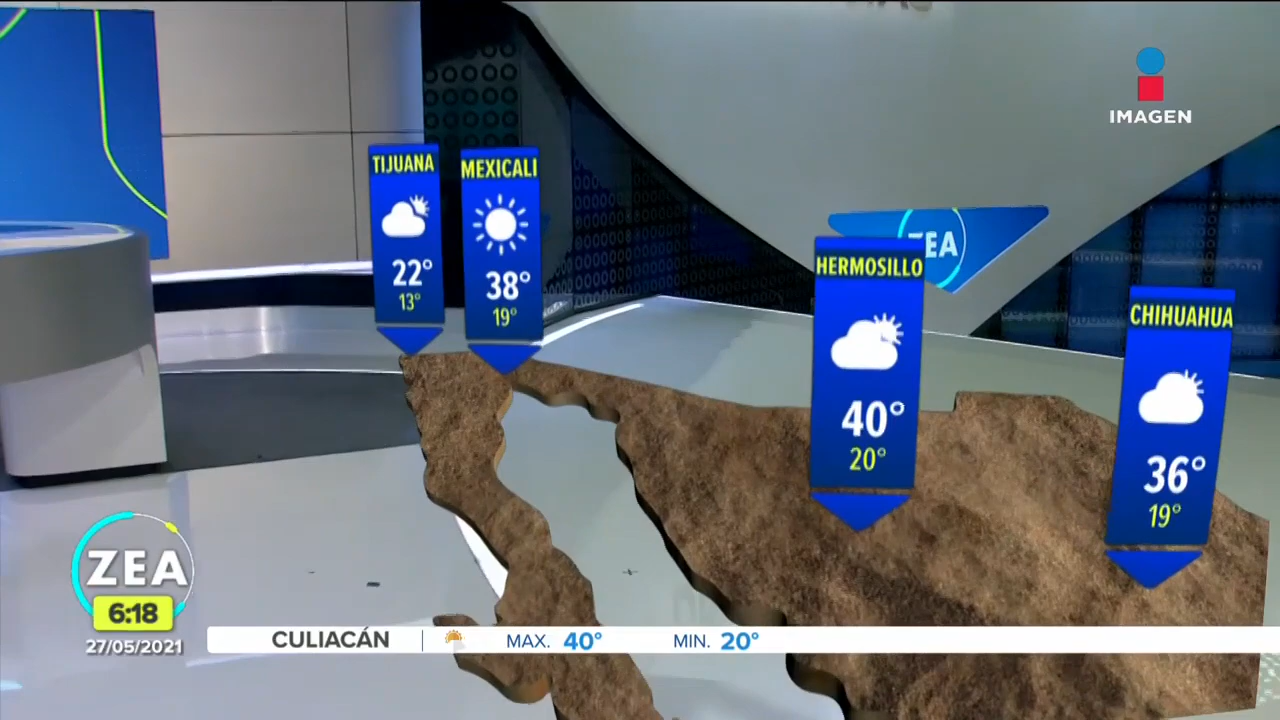 IMAGEN
TIJUANA
22°
13°
MEXICALI
38°
19°
ZEA
HERMOSILLO
40°
20°
CHIHUAHUA
36°
19°
ZEA
6:18
27/05/2021
CULIACÁN
MAX. 40°
MIN. 20°